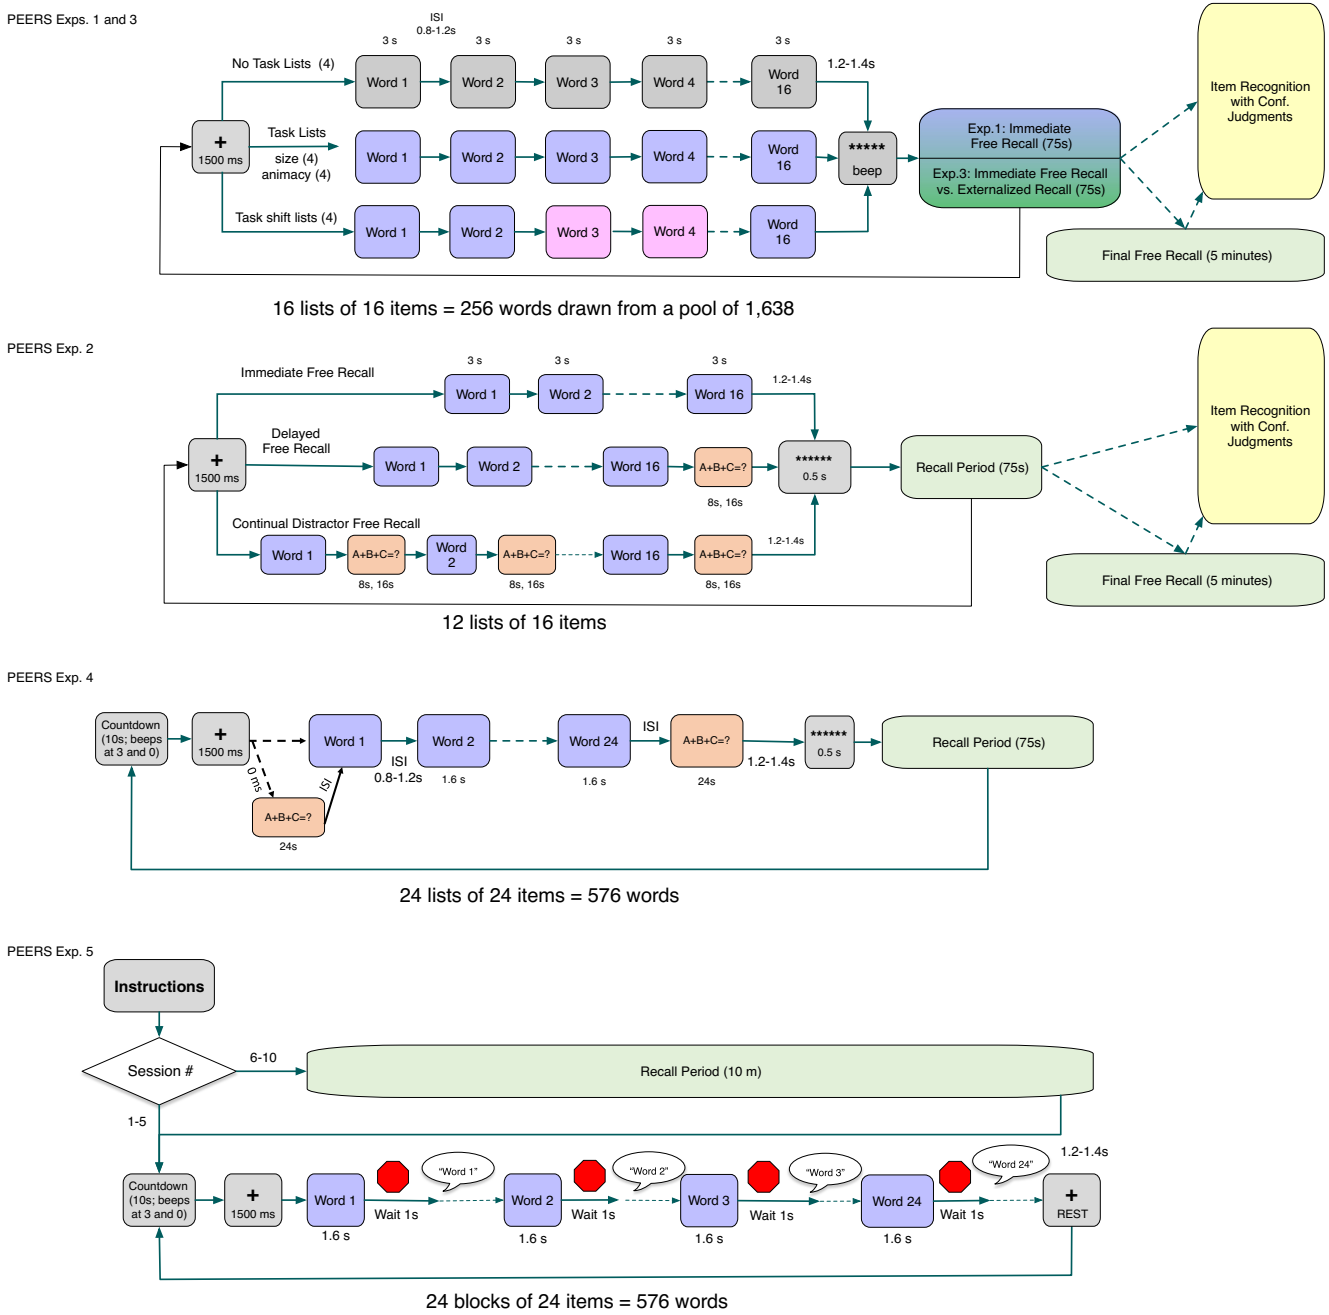 PEERS Exps. 1 and 3
ISI
0.8-1.2s
3 s
3 s
3 s
3 s
3 s
No Task Lists (4)
Word 1
Word 2
Word 3
Word 4
Word
16
1.2-1.4s
Item Recognition
with Conf.
Judgments
+
1500 ms
Task Lists
size (4)
animacy (4)
Word 1
Word 2
Word 3
Word 4
Word
16
*****
beep
Exp.1: Immediate
Free Recall (75s)
Exp.3: Immediate Free Recall
vs. Externalized Recall (75s)
Task shift lists (4)
Word 1
Word 2
Word 3
Word 4
Word
16
Final Free Recall (5 minutes)
16 lists of 16 items = 256 words drawn from a pool of 1,638
PEERS Exp. 2
3 s
3 s
3 s
Immediate Free Recall
Word 1
Word 2
Word 16
1.2-1.4s
Item Recognition
with Conf.
Judgments
+
1500 ms
Delayed
Free Recall
Word 1
Word 2
Word 16
A+B+C=?
8s, 16s
******
0.5 s
Recall Period (75s)
Continual Distractor Free Recall
Word 1
A+B+C=?
8s, 16s
Word
2
A+B+C=?
8s, 16s
Word 16
A+B+C=?
8s, 16s
1.2-1.4s
Final Free Recall (5 minutes)
12 lists of 16 items
PEERS Exp. 4
Countdown
(10s; beeps
at 3 and 0)
+
1500 ms
0 ms
A+B+C=?
24s
ISI
Word 1
ISI
0.8-1.2s
Word 2
1.6 s
Word 24
1.6 s
ISI
A+B+C=?
24s
1.2-1.4s
******
0.5 s
Recall Period (75s)
24 lists of 24 items = 576 words
PEERS Exp. 5
Instructions
Session #
6-10
Recall Period (10 m)
1-5
Countdown
(10s; beeps
at 3 and 0)
+
1500 ms
Word 1
1.6 s
Wait 1s
"Word 1"
Word 2
1.6 s
Wait 1s
"Word 2"
Word 3
1.6 s
Wait 1s
"Word 3"
Word 24
1.6 s
Wait 1s
"Word 24"
1.2-1.4s
+
REST
24 blocks of 24 items = 576 words